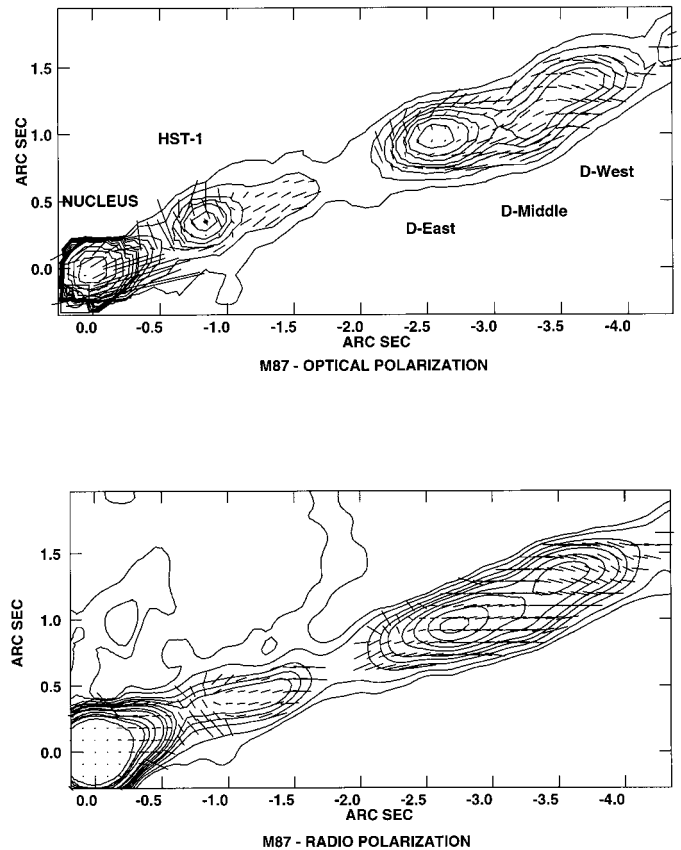 1.5
1.0
0.5
0.0
ARC SEC
HST-1
NUCLEUS
D-West
D-Middle
D-East
0.0 -0.5 -1.0 -1.5 -2.0 -2.5 -3.0 -3.5 -4.0
ARC SEC
M87 - OPTICAL POLARIZATION
1.5
1.0
0.5
0.0
ARC SEC
0.0 -0.5 -1.0 -1.5 -2.0 -2.5 -3.0 -3.5 -4.0
ARC SEC
M87 - RADIO POLARIZATION